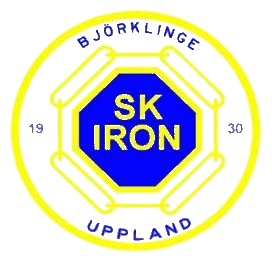 BJÖRKLINGE
SK
IRON
19 30
UPPLAND